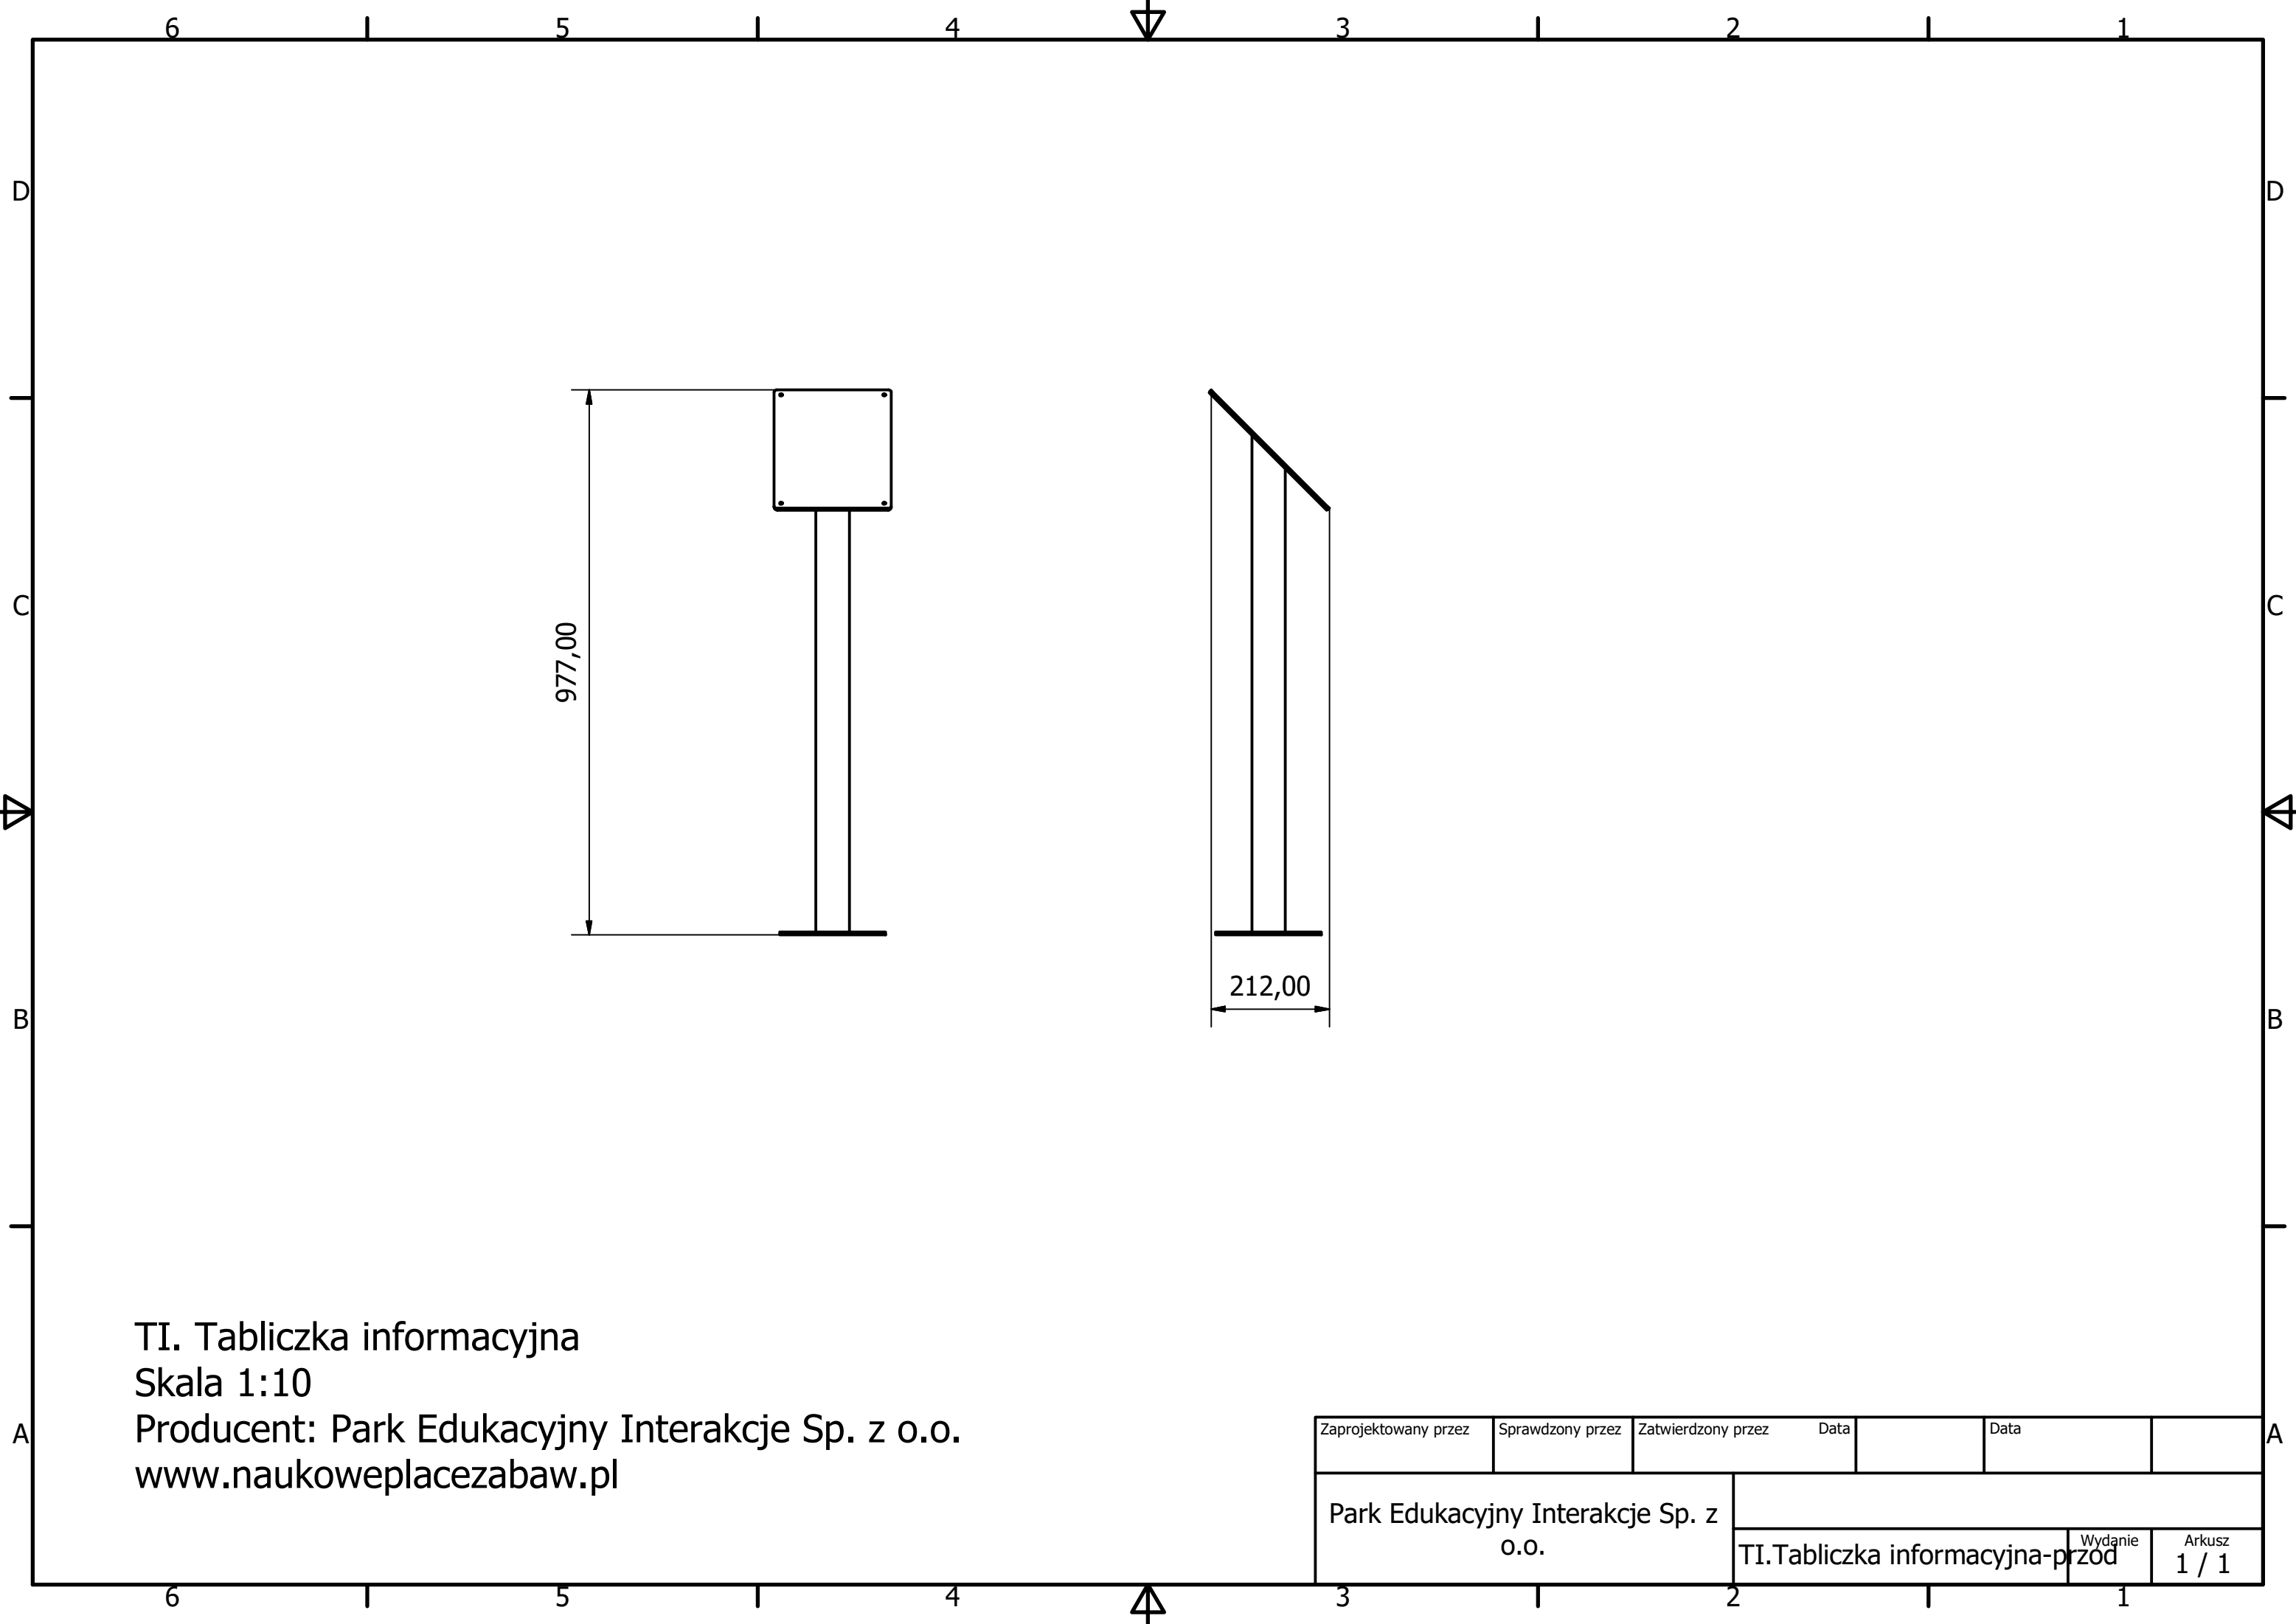 6 5 4 3 2 1
D D
C C
977,00
212,00
B B
TI. Tabliczka informacyjna
Skala 1:10
Producent: Park Edukacyjny Interakcje Sp. z o.o.
www.naukoweplacezabaw.pl
A A
Zaprojektowany przez Sprawdzony przez Zatwierdzony przez Data Data
Park Edukacyjny Interakcje Sp. z
o.o.
TI.Tabliczka informacyjna-przód
Wydanie
Arkusz
1 / 1
6 5 4 3 2 1